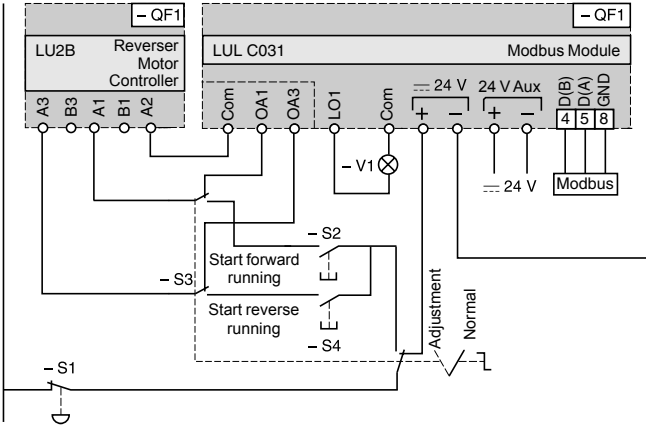 – QF1
– QF1
LU2B
Reverser
Motor
Controller
LUL C031
Modbus Module
A3
B3
A1
B1
A2
Com
OA1
OA3
LO1
Com
24 V
+
–
24 V Aux
+
–
D(B)
D(A)
GND
4 5 8
– V1
24 V
Modbus
– S2
Start forward
running
– S3
Start reverse
running
– S4
Adjustment
Normal
– S1